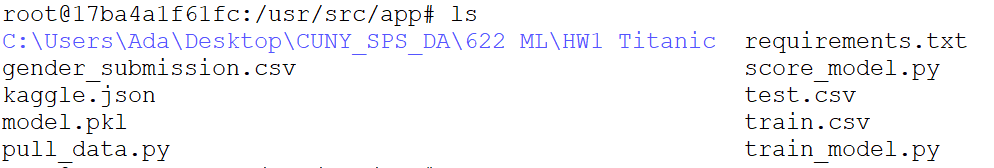 root@17ba4a1f61fc:/usr/src/app# ls
C:\Users\Ada\Desktop\CUNY_SPS_DA\622 ML\HW1 Titanic  requirements.txt
gender_submission.csv                                score_model.py
kaggle.json                                          test.csv
model.pkl                                            train.csv
pull_data.py                                         train_model.py